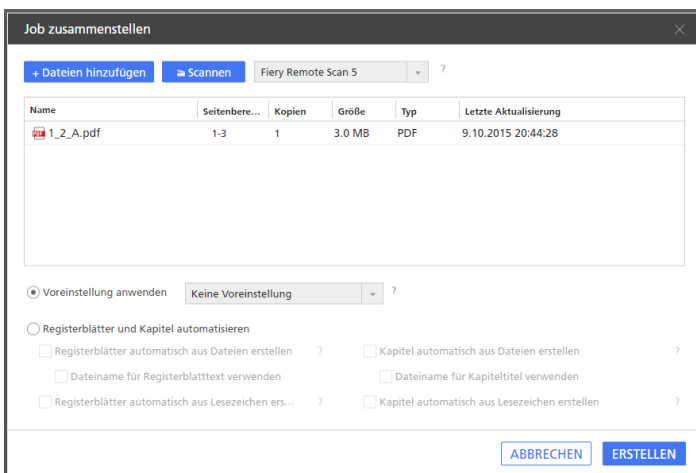 Job zusammenstellen
+ Dateien hinzufügen Scannen Fiery Remote Scan 5 ?
Name Seitenbere... Kopien Größe Typ Letzte Aktualisierung
PDF 1_2_A.pdf 1-3 1 3.0 MB PDF 9.10.2015 20:44:28
Voreinstellung anwenden Keine Voreinstellung ?
Registerblätter und Kapitel automatisieren
Registerblätter automatisch aus Dateien erstellen ? Kapitel automatisch aus Dateien erstellen ?
Dateiname für Registerblatttext verwenden Dateiname für Kapiteltitel verwenden
Registerblätter automatisch aus Lesezeichen ers... ? Kapitel automatisch aus Lesezeichen erstellen ?
ABBRECHEN ERSTELLEN